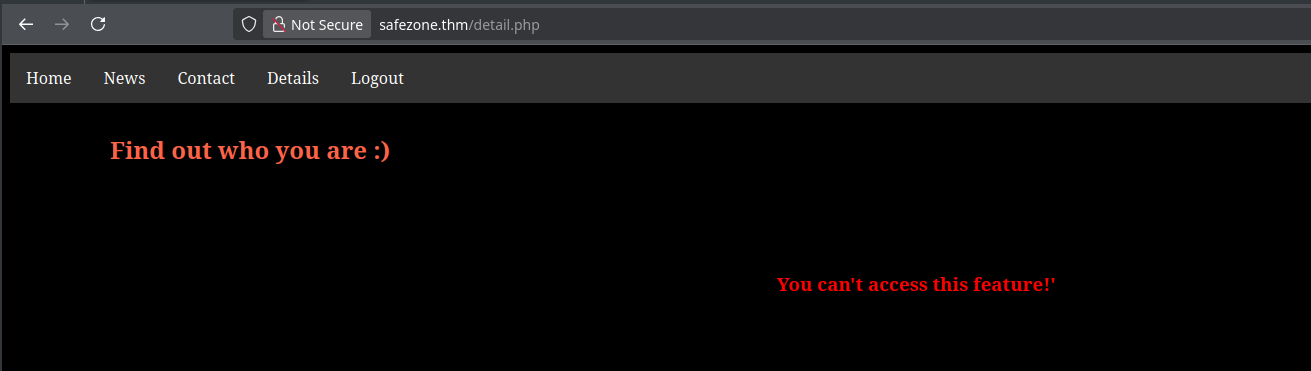 Not Secure safezone.thm/detail.php
Home News Contact Details Logout
Find out who you are :)
You can't access this feature!'